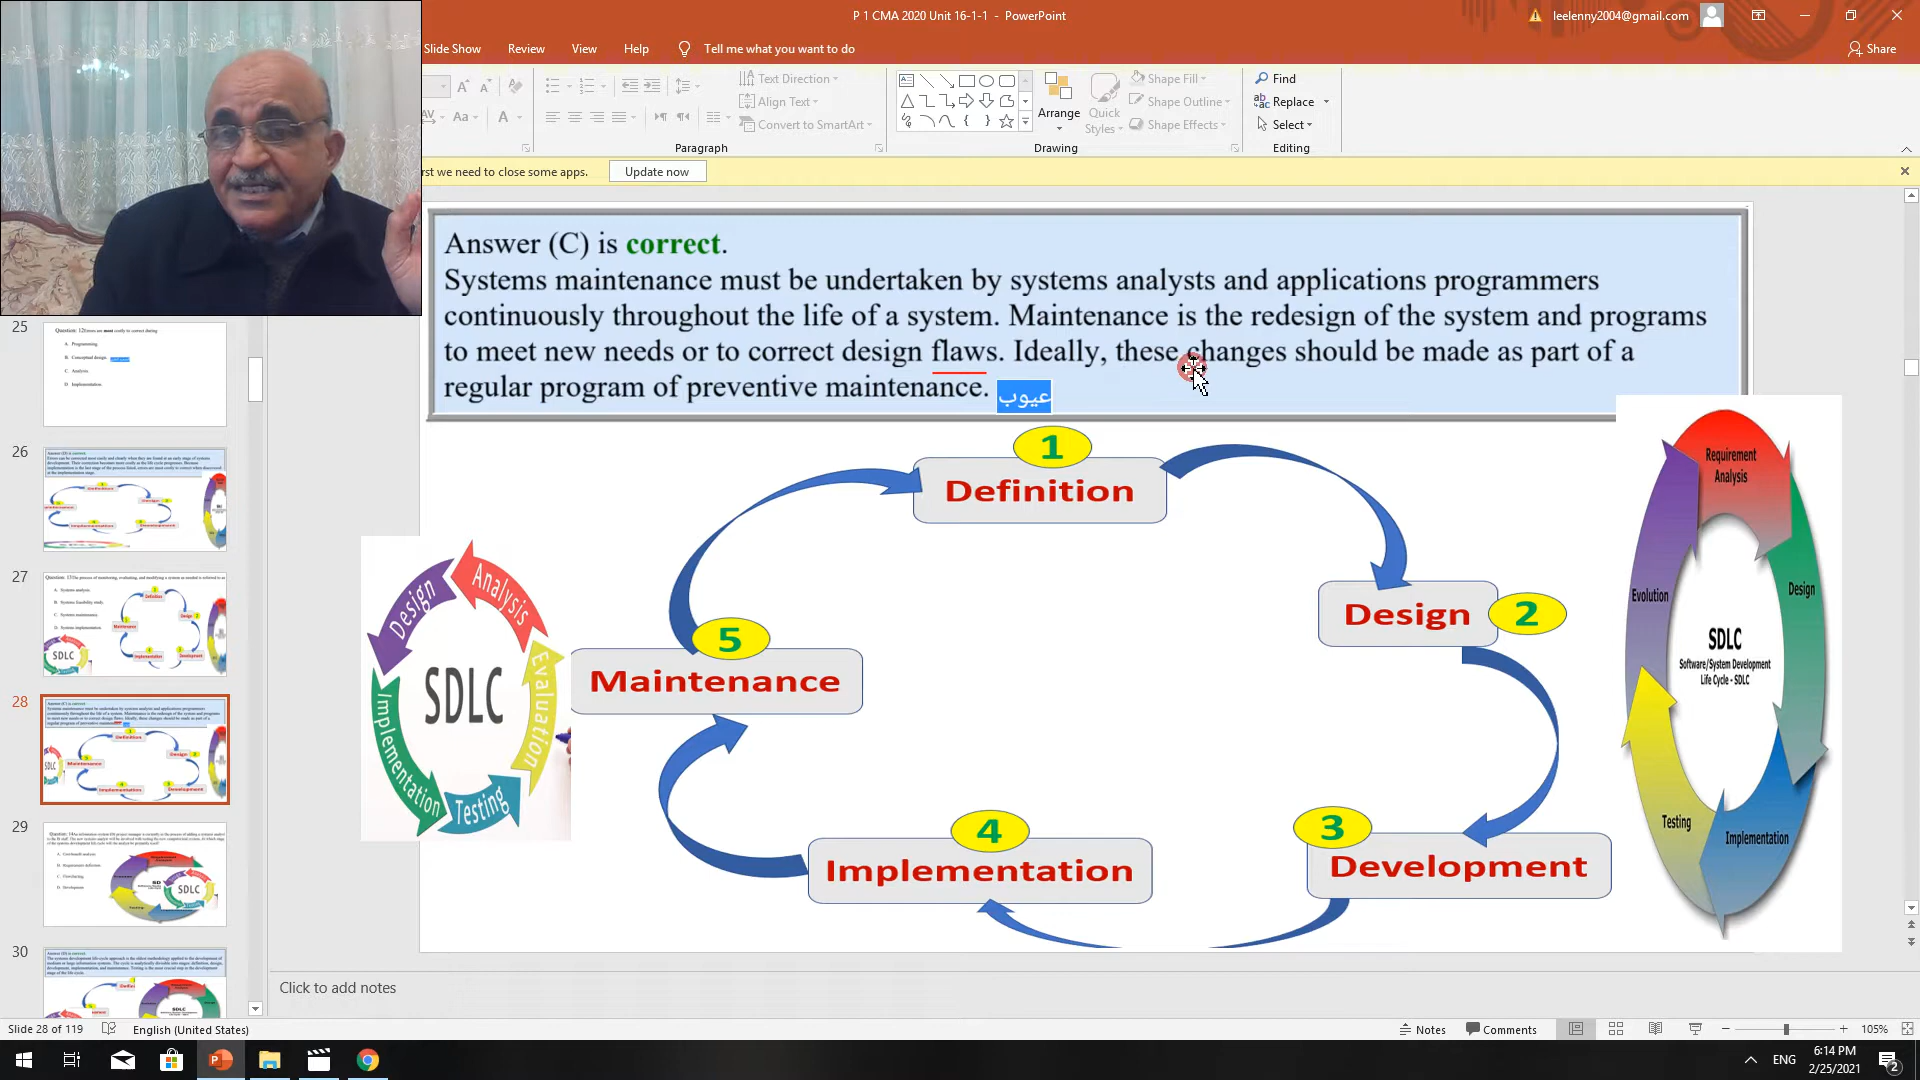 P 1 CMA 2020 Unit 16-1-1 - PowerPoint
leelenny2004@gmail.com
Slide Show
Review
View
Help
Tell me what you want to do
Share
Text Direction
Align Text
Convert to SmartArt
Paragraph
Arrange
Quick
Styles
Shape Fill
Shape Outline
Shape Effects
Drawing
Find
Replace
Select
Editing
rst we need to close some apps.
Update now
Answer (C) is correct.
Systems maintenance must be undertaken by systems analysts and applications programmers
continuously throughout the life of a system. Maintenance is the redesign of the system and programs
to meet new needs or to correct design flaws. Ideally, these changes should be made as part of a
regular program of preventive maintenance.
عيوب
1
Definition
Design
2
3
Development
4
Implementation
5
Maintenance
Analysis
Design
Evaluation
Implementation
Testing
SDLC
Requirement
Analysis
Design
Evolution
Implementation
Testing
SDLC
Software/System Development
Life Cycle - SDLC
25
26
27
28
29
30
Click to add notes
Slide 28 of 119
English (United States)
Notes
Comments
105%
ENG
6:14 PM
2/25/2021
2